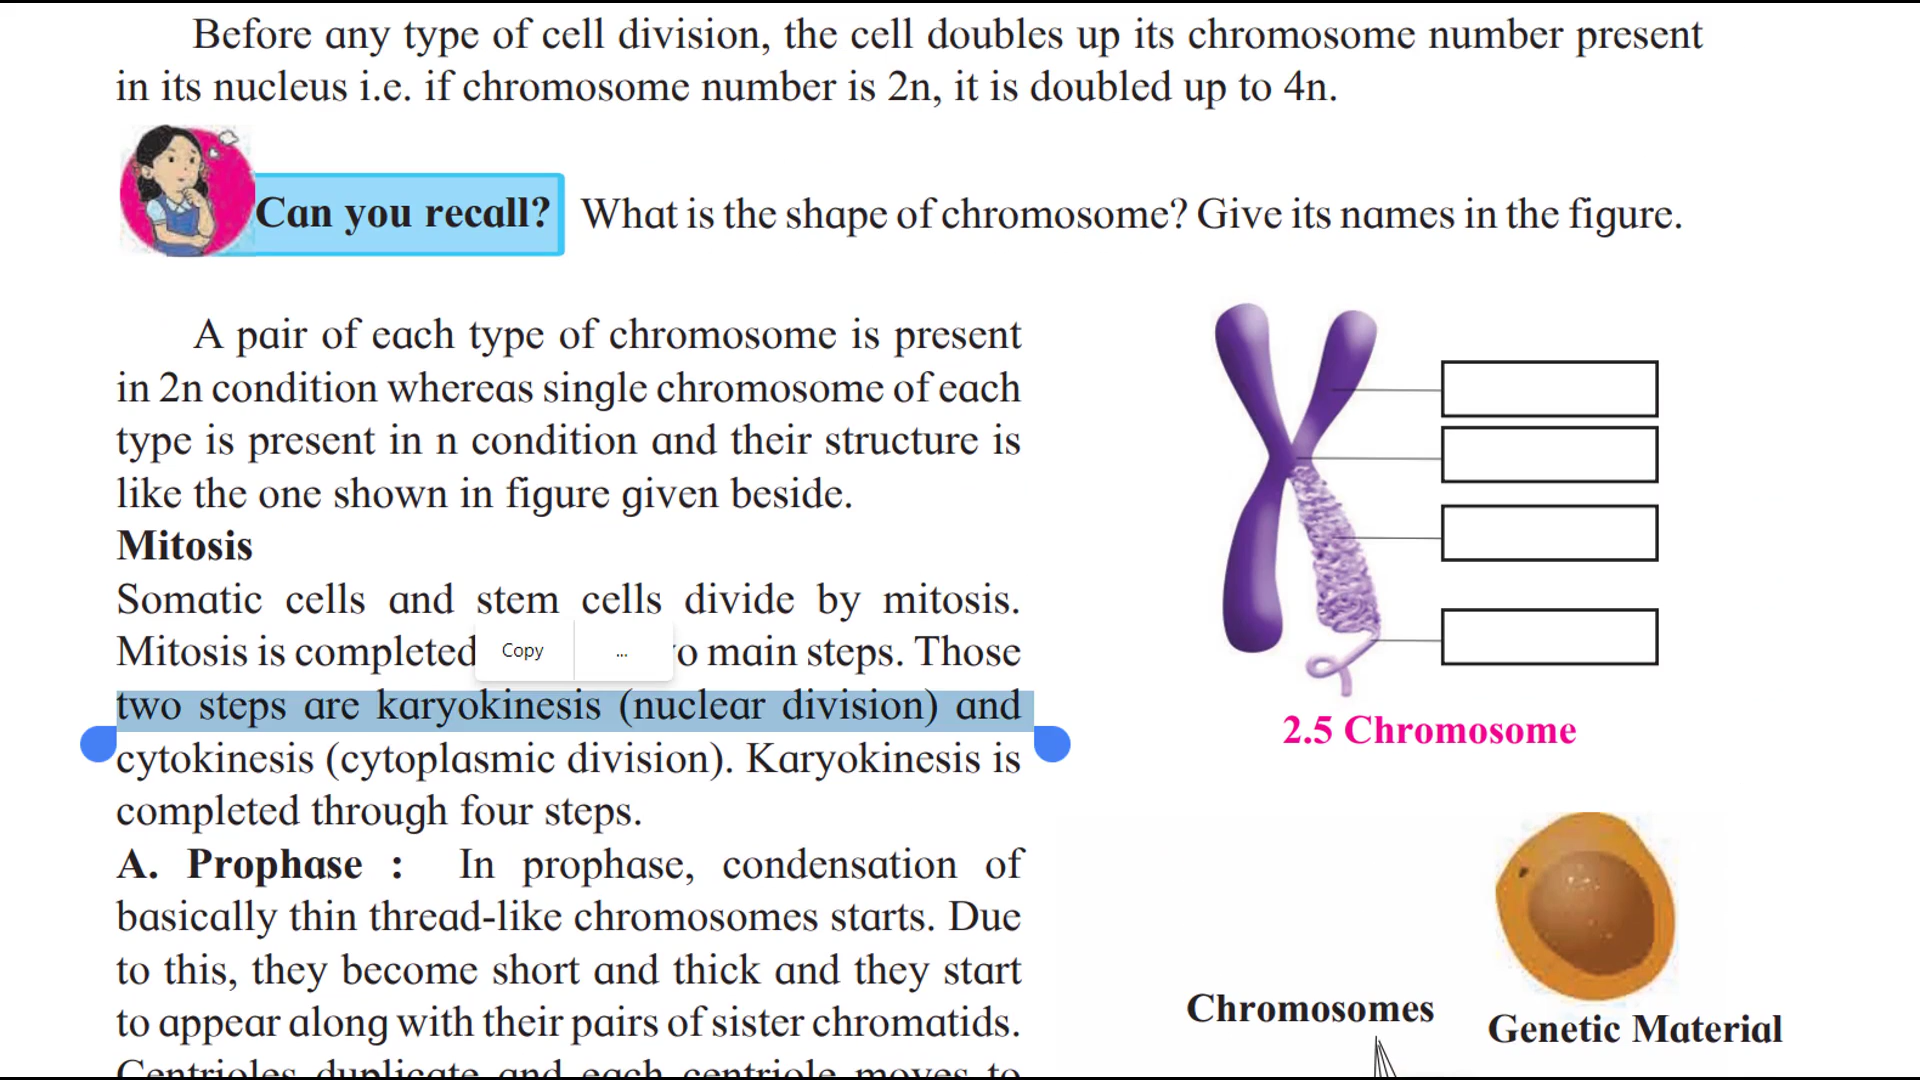 Before any type of cell division, the cell doubles up its chromosome number present
in its nucleus i.e. if chromosome number is 2n, it is doubled up to 4n.
Can you recall? What is the shape of chromosome? Give its names in the figure.
A pair of each type of chromosome is present
in 2n condition whereas single chromosome of each
type is present in n condition and their structure is
like the one shown in figure given beside.
Mitosis
Somatic cells and stem cells divide by mitosis.
Mitosis is completed main steps. Those
Copy ...
two steps are karyokinesis (nuclear division) and
cytokinesis (cytoplasmic division). Karyokinesis is
completed through four steps.
A. Prophase : In prophase, condensation of
basically thin thread-like chromosomes starts. Due
to this, they become short and thick and they start
to appear along with their pairs of sister chromatids.
Centrioles duplicate and each centriole moves to
2.5 Chromosome
Chromosomes
Genetic Material